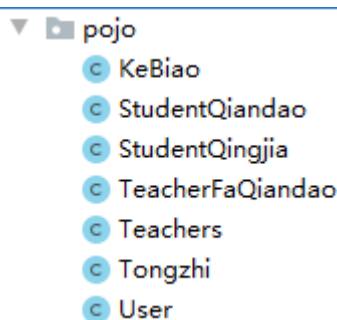 pojo
C KeBiao
C StudentQiandao
C StudentQingjia
C TeacherFaQiandao
C Teachers
C Tongzhi
C User